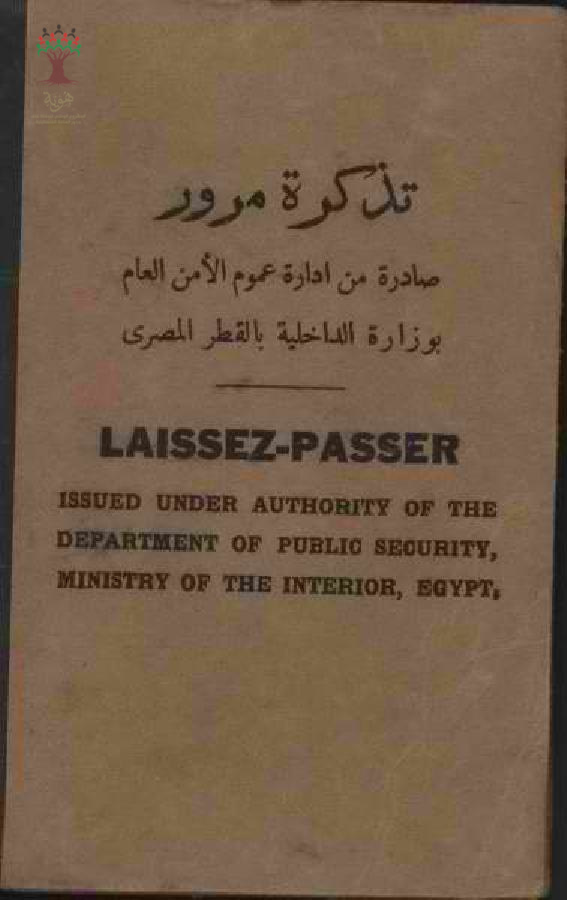 هوية
تذكرة مرور
صادرة من ادارة عموم الأمن العام
بوزارة الداخلية بالقطر المصرى
LAISSEZ-PASSER
ISSUED UNDER AUTHORITY OF THE
DEPARTMENT OF PUBLIC SECURITY,
MINISTRY OF THE INTERIOR, EGYPT.